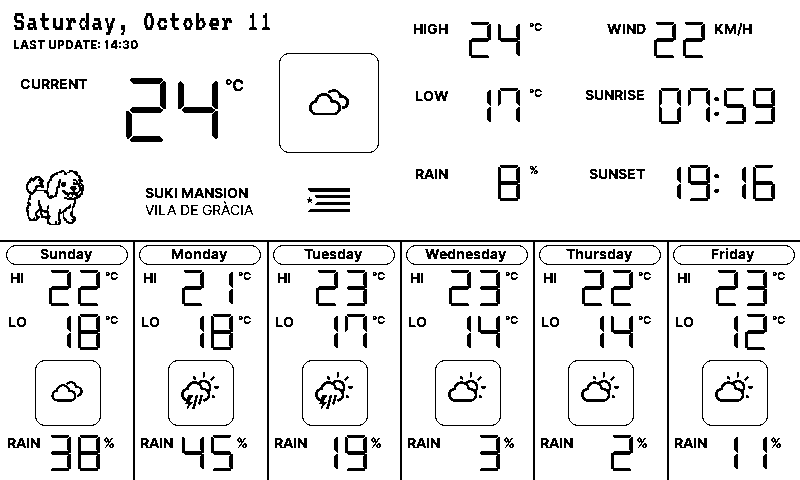 Saturday, October 11
LAST UPDATE: 14:30
CURRENT 24 °C
HIGH 24 °C
WIND 22 KM/H
LOW 17 °C
SUNRISE 07:59
RAIN 8 %
SUNSET 19:16
SUKI MANSION
VILA DE GRÀCIA
Sunday
HI 22 °C
LO 18 °C
RAIN 38 %
Monday
HI 21 °C
LO 18 °C
RAIN 45 %
Tuesday
HI 23 °C
LO 17 °C
RAIN 19 %
Wednesday
HI 23 °C
LO 14 °C
RAIN 3 %
Thursday
HI 22 °C
LO 14 °C
RAIN 2 %
Friday
HI 23 °C
LO 12 °C
RAIN 11 %